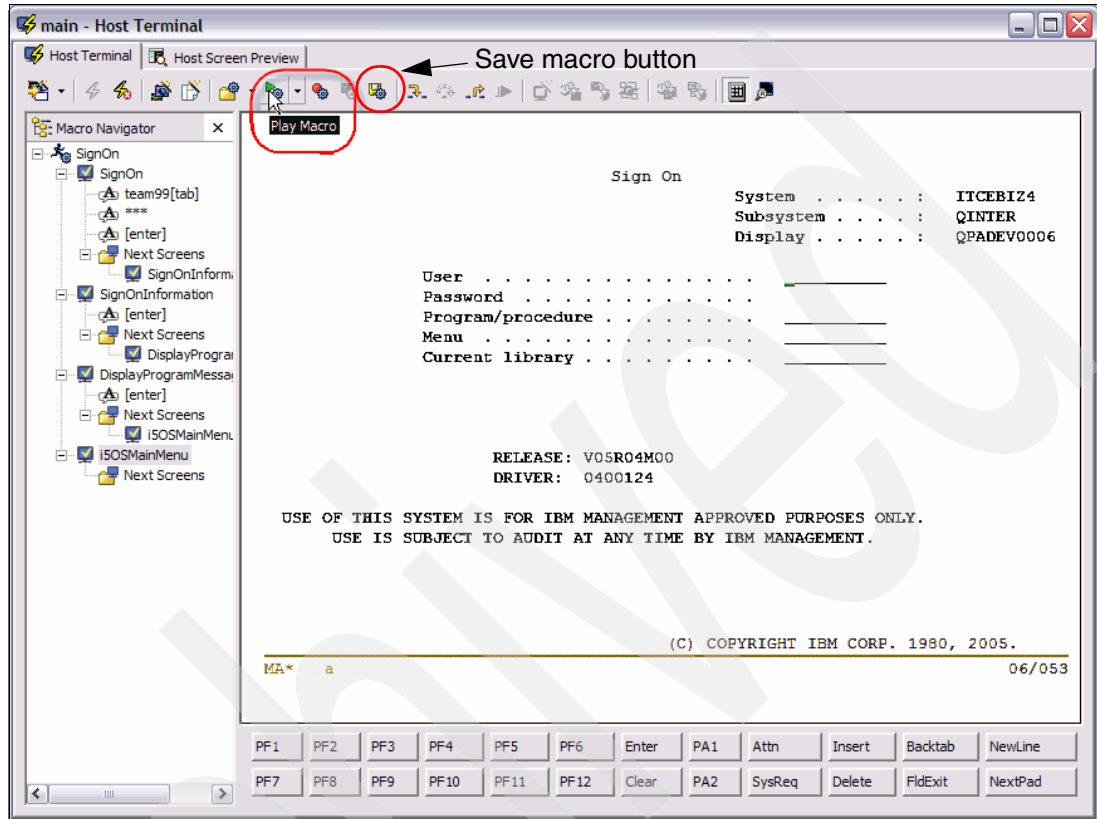 main - Host Terminal
Host Terminal
Host Screen Preview
Save macro button
Macro Navigator
Play Macro
SignOn
SignOn
team99[tab]
***
[enter]
Next Screens
SignOnInforma
SignOnInformation
[enter]
Next Screens
DisplayProgra
DisplayProgramMessag
[enter]
Next Screens
i5OSMainMenu
i5OSMainMenu
Next Screens
Sign On
System . . . . . : ITCEBIZ4
Subsystem . . . . : QINTER
Display . . . . . : QPADEV0006
User . . . . . . . . . . . . . .
Password . . . . . . . . . . . .
Program/procedure . . . . . . . .
Menu . . . . . . . . . . . . . .
Current library . . . . . . . . .
RELEASE: V05R04M00
DRIVER: 0400124
USE OF THIS SYSTEM IS FOR IBM MANAGEMENT APPROVED PURPOSES ONLY.
USE IS SUBJECT TO AUDIT AT ANY TIME BY IBM MANAGEMENT.
(C) COPYRIGHT IBM CORP. 1980, 2005.
MA* a 06/053
PF1 PF2 PF3 PF4 PF5 PF6 Enter PA1 Attn Insert Backtab NewLine
PF7 PF8 PF9 PF10 PF11 PF12 Clear PA2 SysReq Delete FldExit NextPad